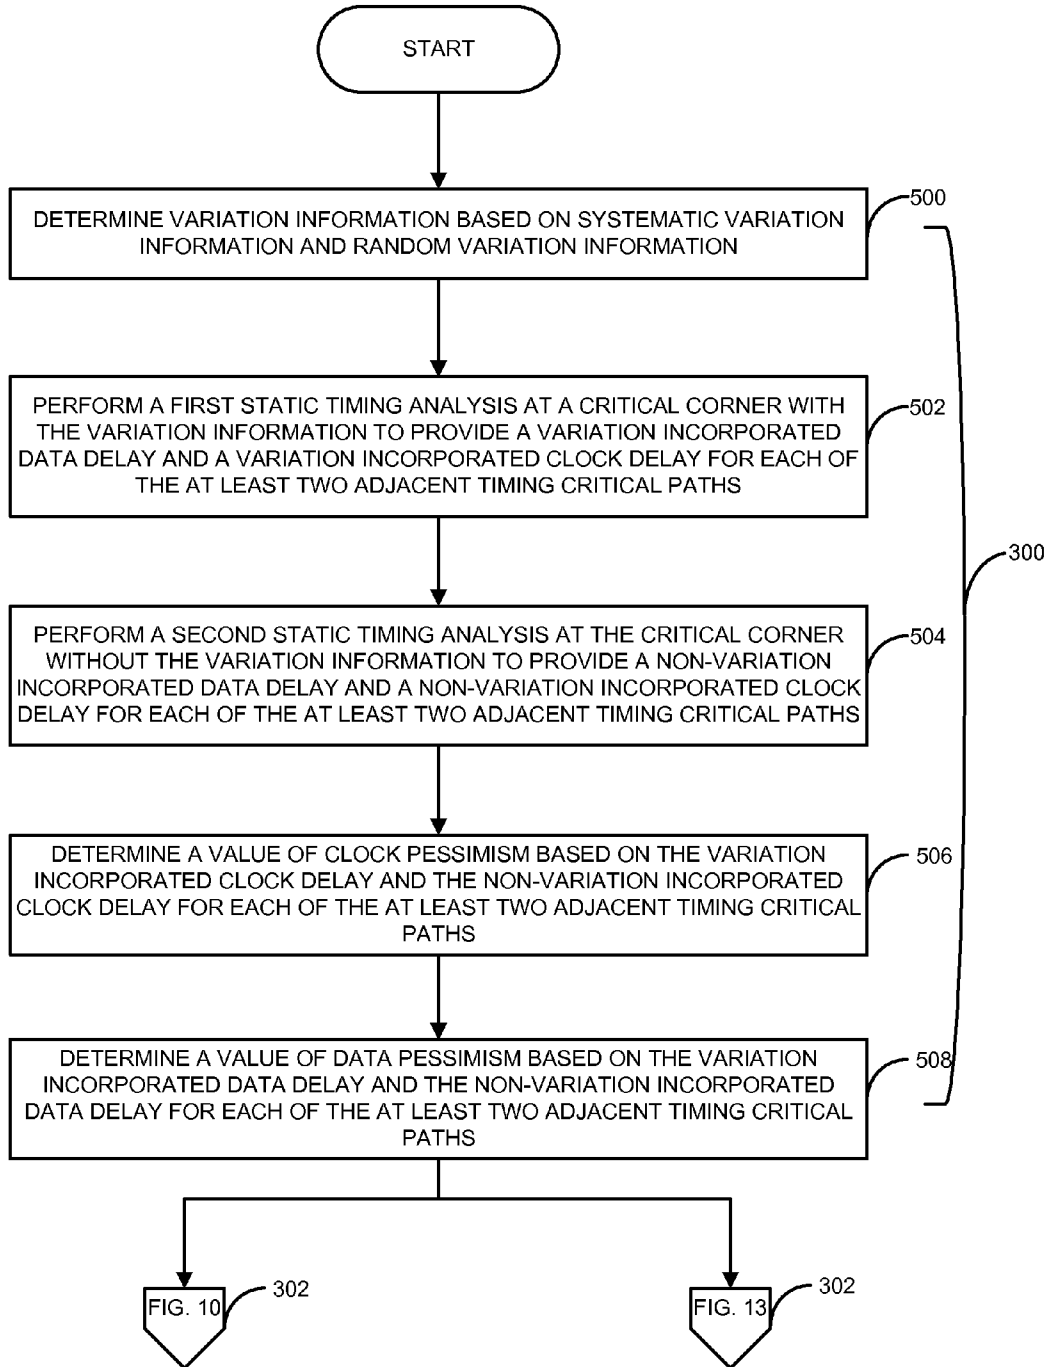 START
500
DETERMINE VARIATION INFORMATION BASED ON SYSTEMATIC VARIATION
INFORMATION AND RANDOM VARIATION INFORMATION
502
PERFORM A FIRST STATIC TIMING ANALYSIS AT A CRITICAL CORNER WITH
THE VARIATION INFORMATION TO PROVIDE A VARIATION INCORPORATED
DATA DELAY AND A VARIATION INCORPORATED CLOCK DELAY FOR EACH OF
THE AT LEAST TWO ADJACENT TIMING CRITICAL PATHS
300
504
PERFORM A SECOND STATIC TIMING ANALYSIS AT THE CRITICAL CORNER
WITHOUT THE VARIATION INFORMATION TO PROVIDE A NON-VARIATION
INCORPORATED DATA DELAY AND A NON-VARIATION INCORPORATED CLOCK
DELAY FOR EACH OF THE AT LEAST TWO ADJACENT TIMING CRITICAL PATHS
506
DETERMINE A VALUE OF CLOCK PESSIMISM BASED ON THE VARIATION
INCORPORATED CLOCK DELAY AND THE NON-VARIATION INCORPORATED
CLOCK DELAY FOR EACH OF THE AT LEAST TWO ADJACENT TIMING CRITICAL
PATHS
508
DETERMINE A VALUE OF DATA PESSIMISM BASED ON THE VARIATION
INCORPORATED DATA DELAY AND THE NON-VARIATION INCORPORATED
DATA DELAY FOR EACH OF THE AT LEAST TWO ADJACENT TIMING CRITICAL
PATHS
FIG. 10
302
FIG. 13
302